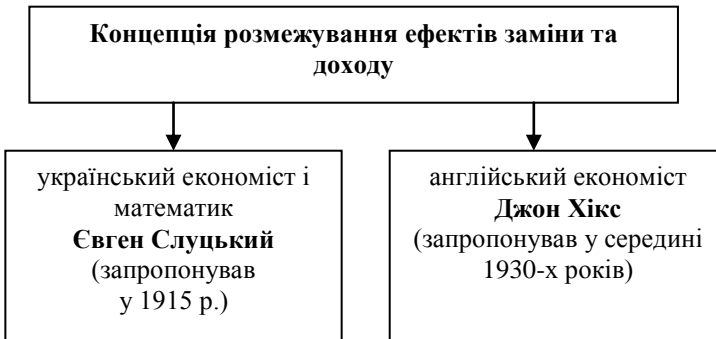 Концепція розмежування ефектів заміни та
доходу
український економіст і
математик
Євген Слуцький
(запропонував
у 1915 р.)
англійський економіст
Джон Хікс
(запропонував у середині
1930-х років)